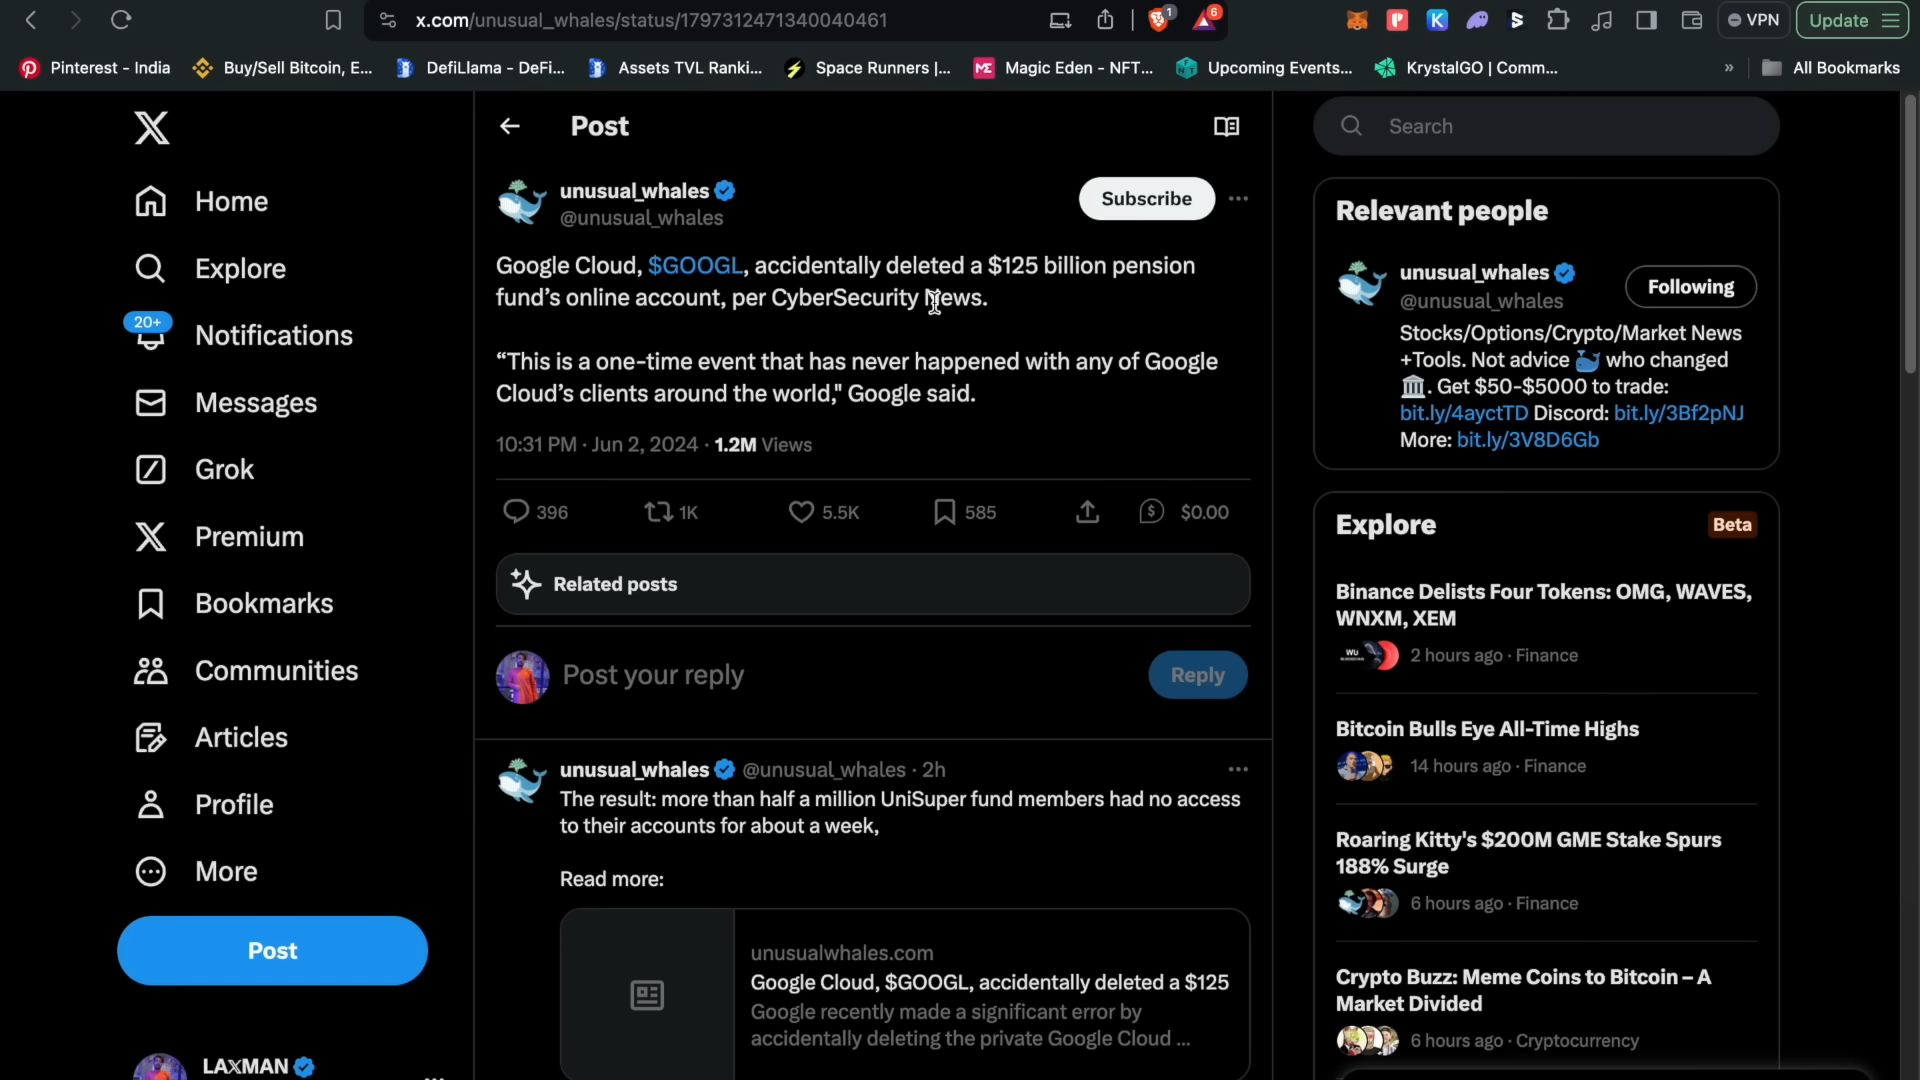 x.com/unusual_whales/status/1797312471340040461
1
6
VPN
Update
Pinterest - India
Buy/Sell Bitcoin, E...
DefiLlama - DeFi...
Assets TVL Ranki...
Space Runners |...
Magic Eden - NFT...
Upcoming Events...
KrystalGO | Comm...
»
All Bookmarks
Home
Explore
20+
Notifications
Messages
Grok
Premium
Bookmarks
Communities
Articles
Profile
More
Post
LAXMAN
Post
unusual_whales
@unusual_whales
Subscribe
Google Cloud, $GOOGL, accidentally deleted a $125 billion pension
fund’s online account, per CyberSecurity News.
“This is a one-time event that has never happened with any of Google
Cloud’s clients around the world," Google said.
10:31 PM · Jun 2, 2024 · 1.2M Views
396
1K
5.5K
585
$0.00
Related posts
Post your reply
Reply
unusual_whales @unusual_whales · 2h
The result: more than half a million UniSuper fund members had no access
to their accounts for about a week,
Read more:
unusualwhales.com
Google Cloud, $GOOGL, accidentally deleted a $125
Google recently made a significant error by
accidentally deleting the private Google Cloud ...
Search
Relevant people
unusual_whales
@unusual_whales
Following
Stocks/Options/Crypto/Market News
+Tools. Not advice 🐳 who changed
🏛️. Get $50-$5000 to trade:
bit.ly/4ayctTD Discord: bit.ly/3Bf2pNJ
More: bit.ly/3V8D6Gb
Explore
Beta
Binance Delists Four Tokens: OMG, WAVES,
WNXM, XEM
2 hours ago · Finance
Bitcoin Bulls Eye All-Time Highs
14 hours ago · Finance
Roaring Kitty's $200M GME Stake Spurs
188% Surge
6 hours ago · Finance
Crypto Buzz: Meme Coins to Bitcoin – A
Market Divided
6 hours ago · Cryptocurrency